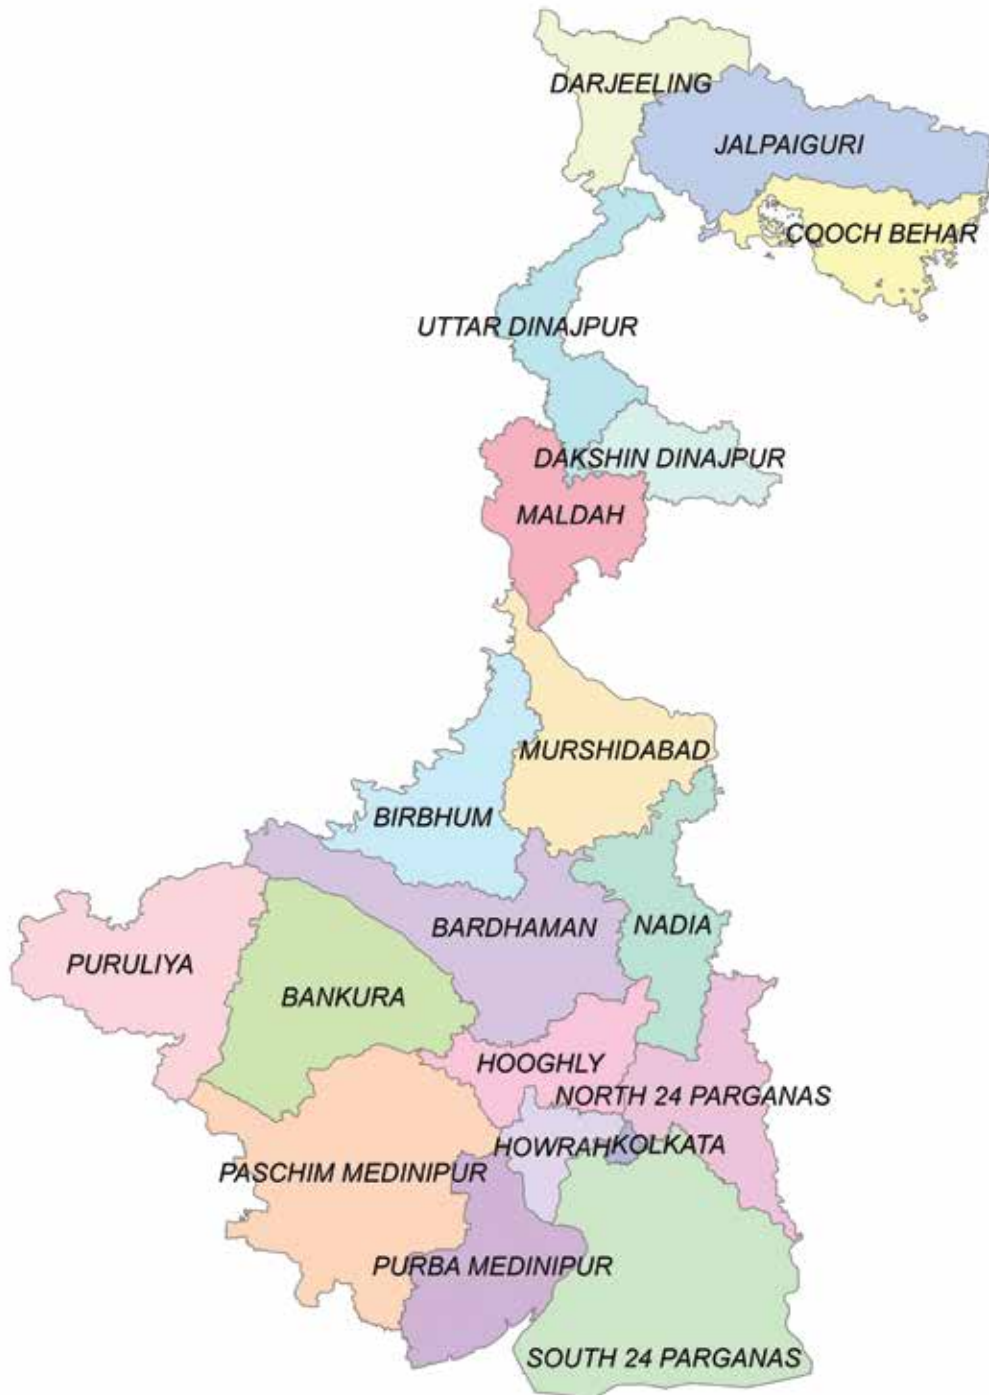 DARJEELING
JALPAIGURI
COOCH BEHAR
UTTAR DINAJPUR
DAKSHIN DINAJPUR
MALDAH
MURSHIDABAD
BIRBHUM
BARDHAMAN
NADIA
PURULIYA
BANKURA
HOOGHLY
NORTH 24 PARGANAS
HOWRAH
KOLKATA
PASCHIM MEDINIPUR
PURBA MEDINIPUR
SOUTH 24 PARGANAS